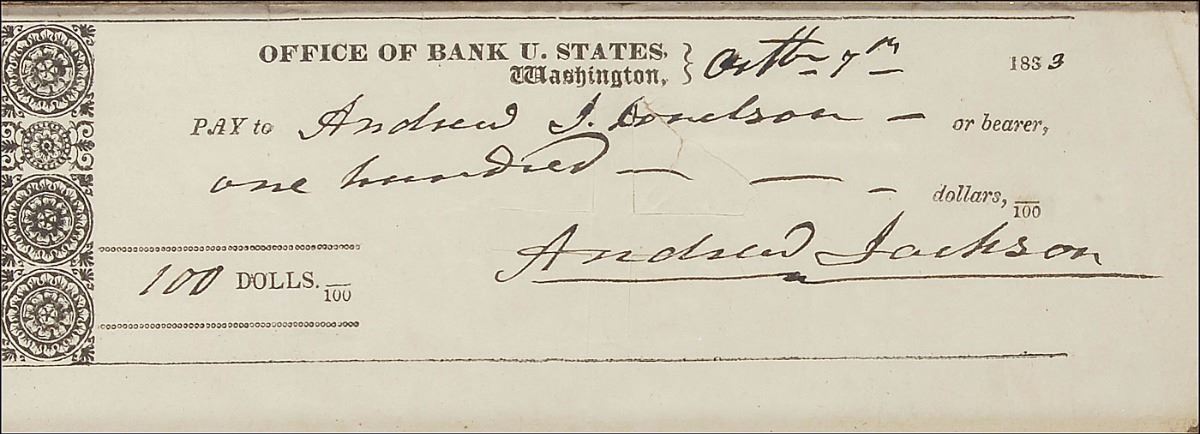 OFFICE OF BANK U. STATES, } Octbr 7th 1833
Washington,
PAY to Andrew J. Donelson — or bearer,
one hundred — — - dollars, /100
Andrew Jackson
100 DOLLS. /100